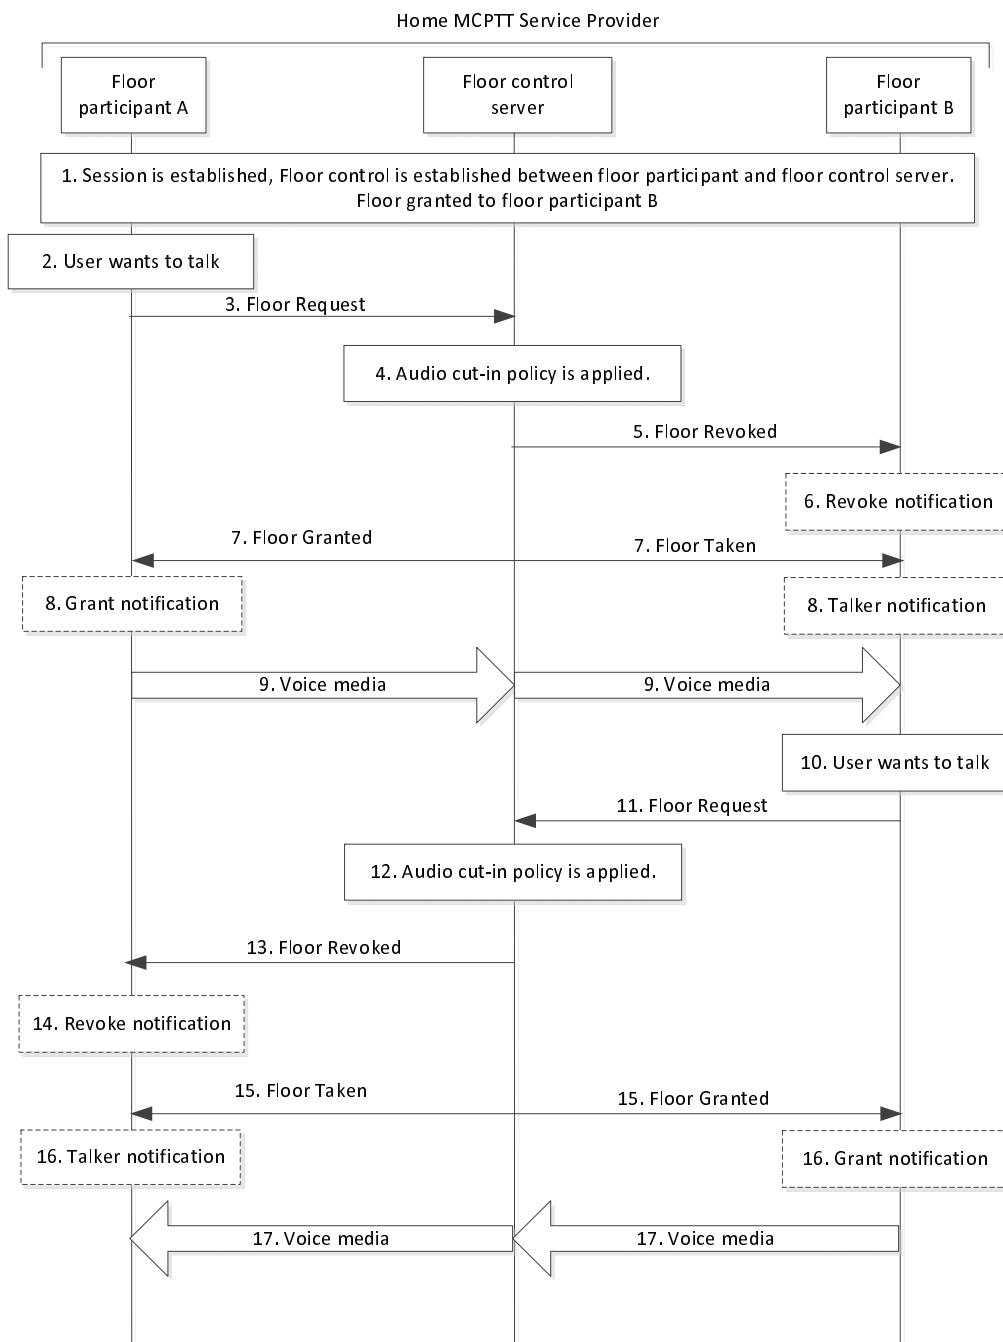 Home MCPTT Service Provider
Floor
participant A
Floor control
server
Floor
participant B
1. Session is established, Floor control is established between floor participant and floor control server.
Floor granted to floor participant B
2. User wants to talk
3. Floor Request
4. Audio cut-in policy is applied.
5. Floor Revoked
6. Revoke notification
7. Floor Granted
7. Floor Taken
8. Grant notification
8. Talker notification
9. Voice media
9. Voice media
10. User wants to talk
11. Floor Request
12. Audio cut-in policy is applied.
13. Floor Revoked
14. Revoke notification
15. Floor Taken
15. Floor Granted
16. Talker notification
16. Grant notification
17. Voice media
17. Voice media